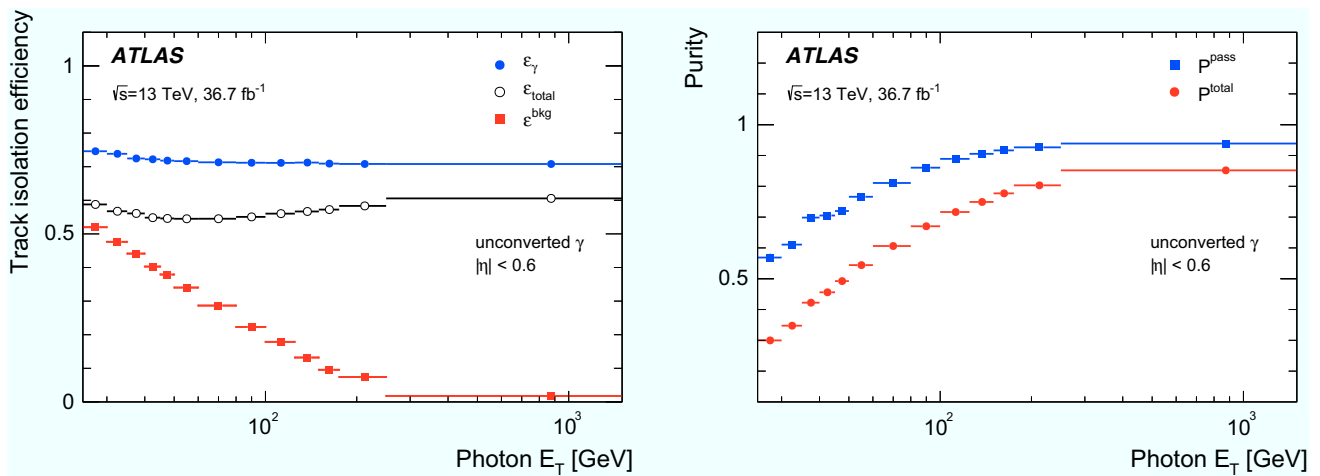 Track isolation efficiency
1
0.5
0
ATLAS
√s=13 TeV, 36.7 fb⁻¹
εγ
εtotal
ε^bkg
unconverted γ
|η| < 0.6
10²
10³
Photon E_T [GeV]
Purity
1
0.5
ATLAS
√s=13 TeV, 36.7 fb⁻¹
P^pass
P^total
unconverted γ
|η| < 0.6
10²
10³
Photon E_T [GeV]